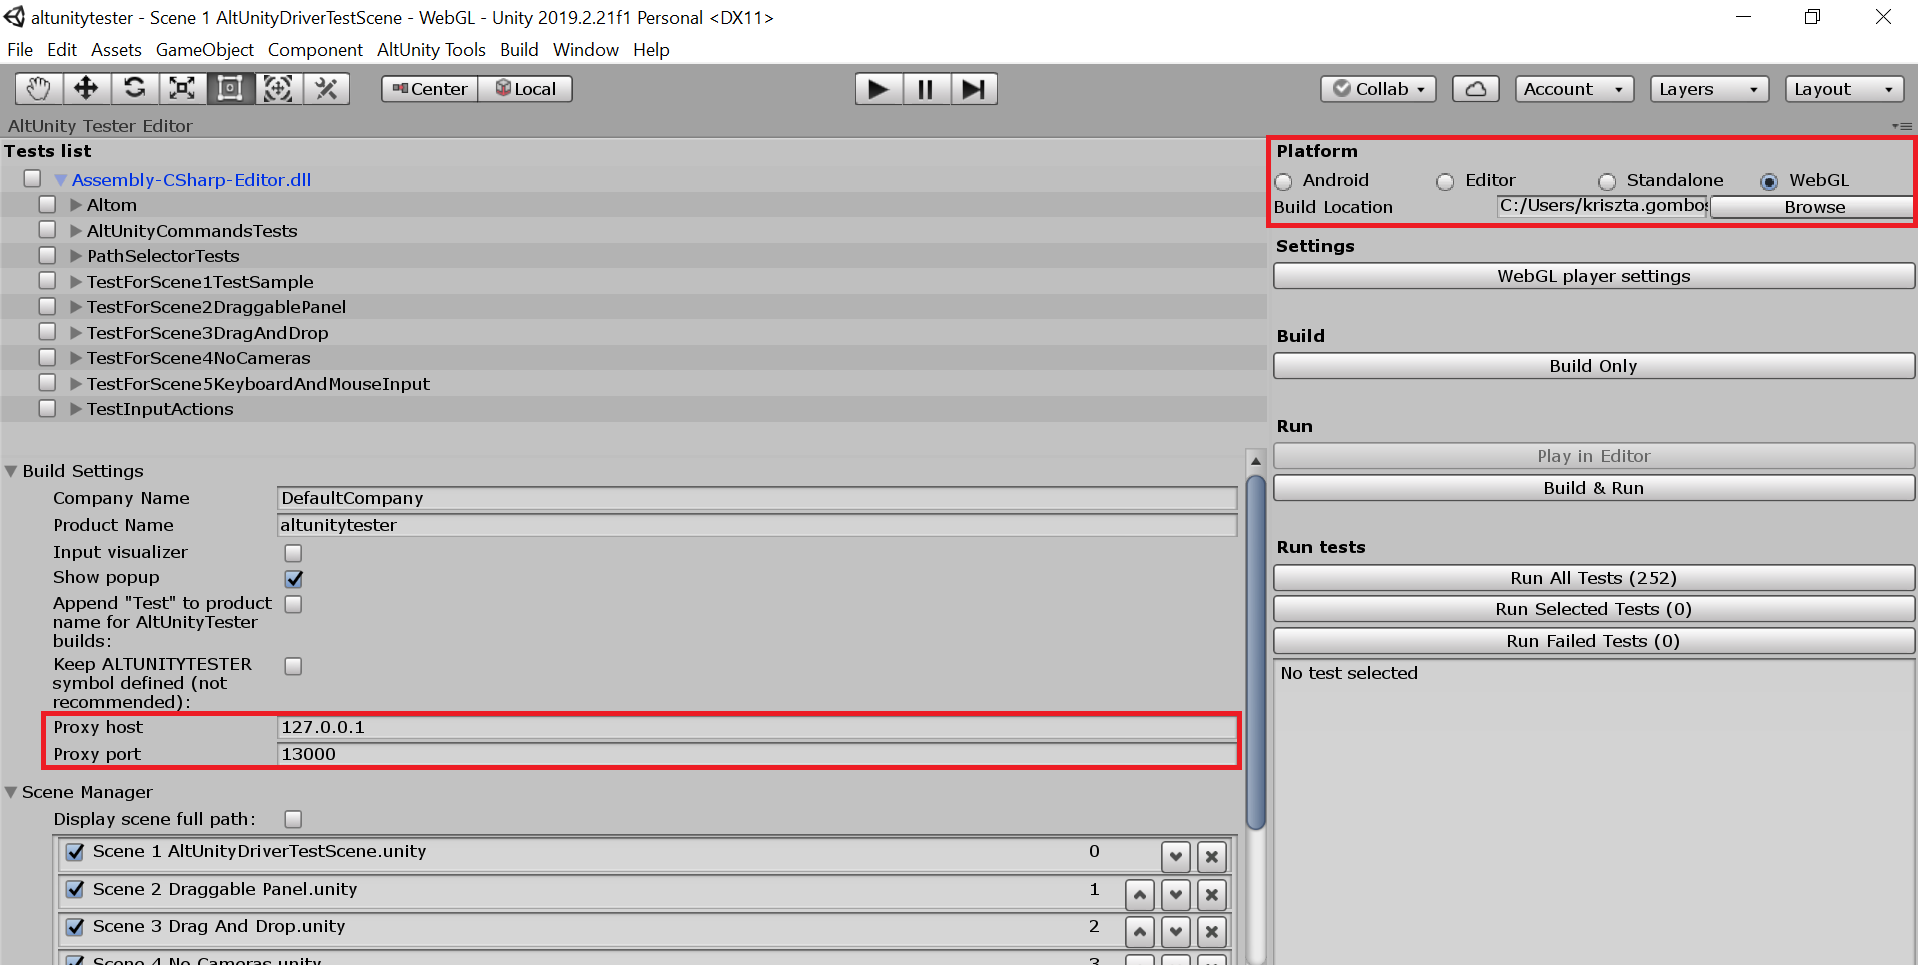 altunitytester - Scene 1 AltUnityDriverTestScene - WebGL - Unity 2019.2.21f1 Personal <DX11>
File Edit Assets GameObject Component AltUnity Tools Build Window Help
Center Local Collab Account Layers Layout
AltUnity Tester Editor
Tests list
Assembly-CSharp-Editor.dll
Altom
AltUnityCommandsTests
PathSelectorTests
TestForScene1TestSample
TestForScene2DraggablePanel
TestForScene3DragAndDrop
TestForScene4NoCameras
TestForScene5KeyboardAndMouseInput
TestInputActions
Build Settings
Company Name DefaultCompany
Product Name altunitytester
Input visualizer
Show popup
Append "Test" to product
name for AltUnityTester
builds:
Keep ALTUNITYTESTER
symbol defined (not
recommended):
Proxy host 127.0.0.1
Proxy port 13000
Scene Manager
Display scene full path:
Scene 1 AltUnityDriverTestScene.unity 0
Scene 2 Draggable Panel.unity 1
Scene 3 Drag And Drop.unity 2
Scene 4 No Cameras.unity 3
Platform
Android Editor Standalone WebGL
Build Location C:/Users/kriszta.gombos Browse
Settings
WebGL player settings
Build
Build Only
Run
Play in Editor
Build & Run
Run tests
Run All Tests (252)
Run Selected Tests (0)
Run Failed Tests (0)
No test selected